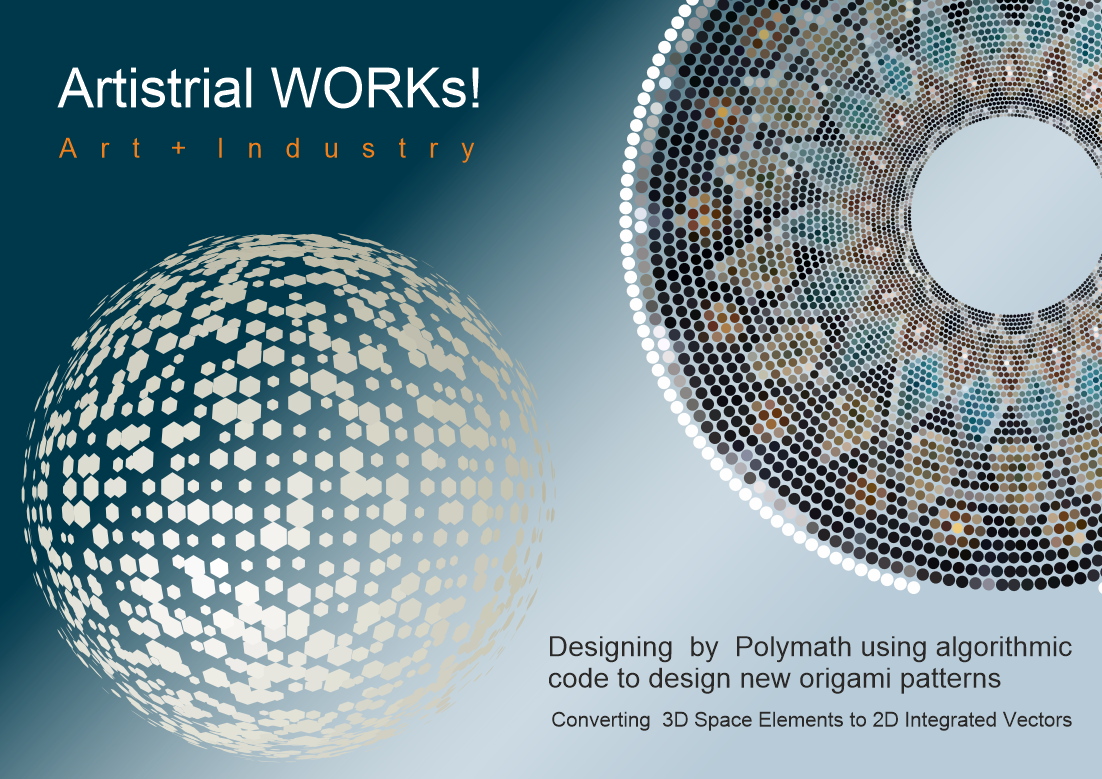 Artistrial WORKs!
Art + Industry
Designing by Polymath using algorithmic
code to design new origami patterns
Converting 3D Space Elements to 2D Integrated Vectors